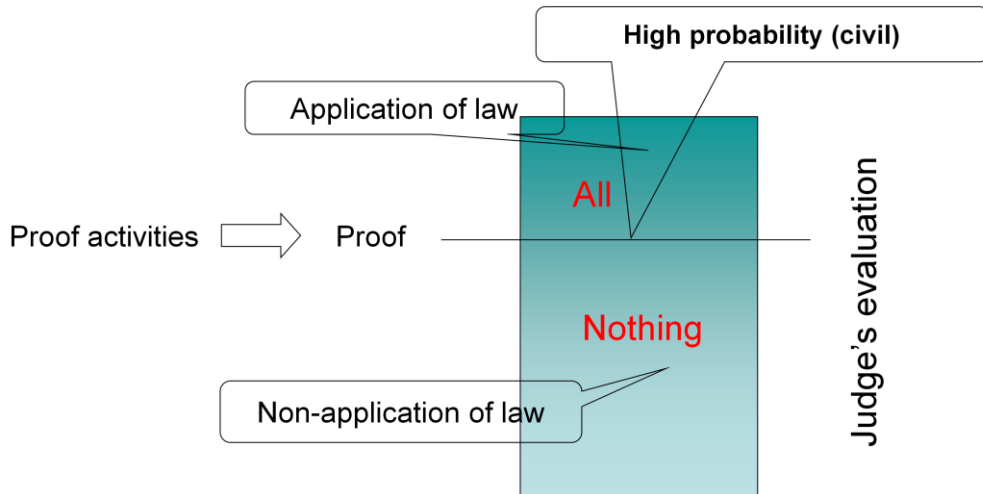 High probability (civil)
Application of law
All
Proof activities
Proof
Nothing
Non-application of law
Judge’s evaluation